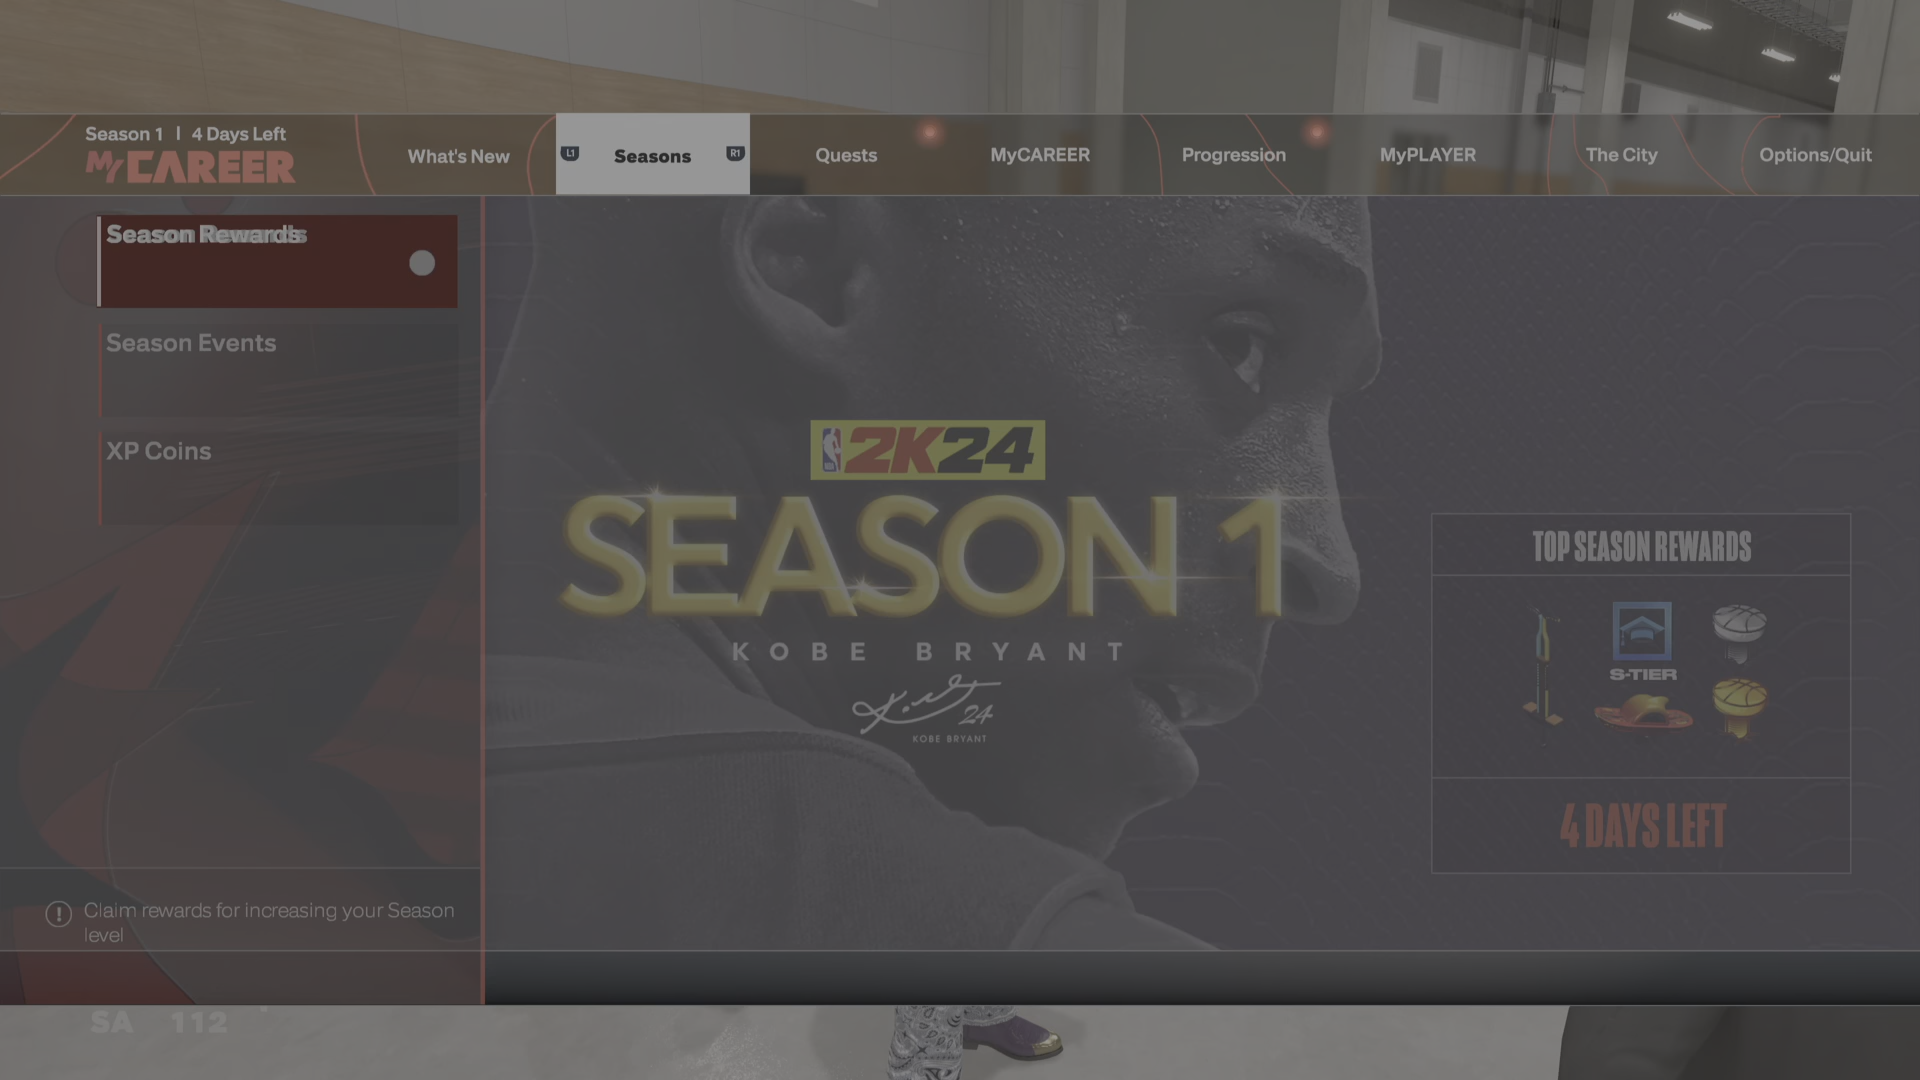 Season 1 | 4 Days Left
MyCAREER
What's New
L1
Seasons
R1
Quests
MyCAREER
Progression
MyPLAYER
The City
Options/Quit
Season Rewards
Season Events
XP Coins
Claim rewards for increasing your Season
level
2K24
SEASON 1
KOBE BRYANT
24
KOBE BRYANT
TOP SEASON REWARDS
S-TIER
4 DAYS LEFT
SA 112